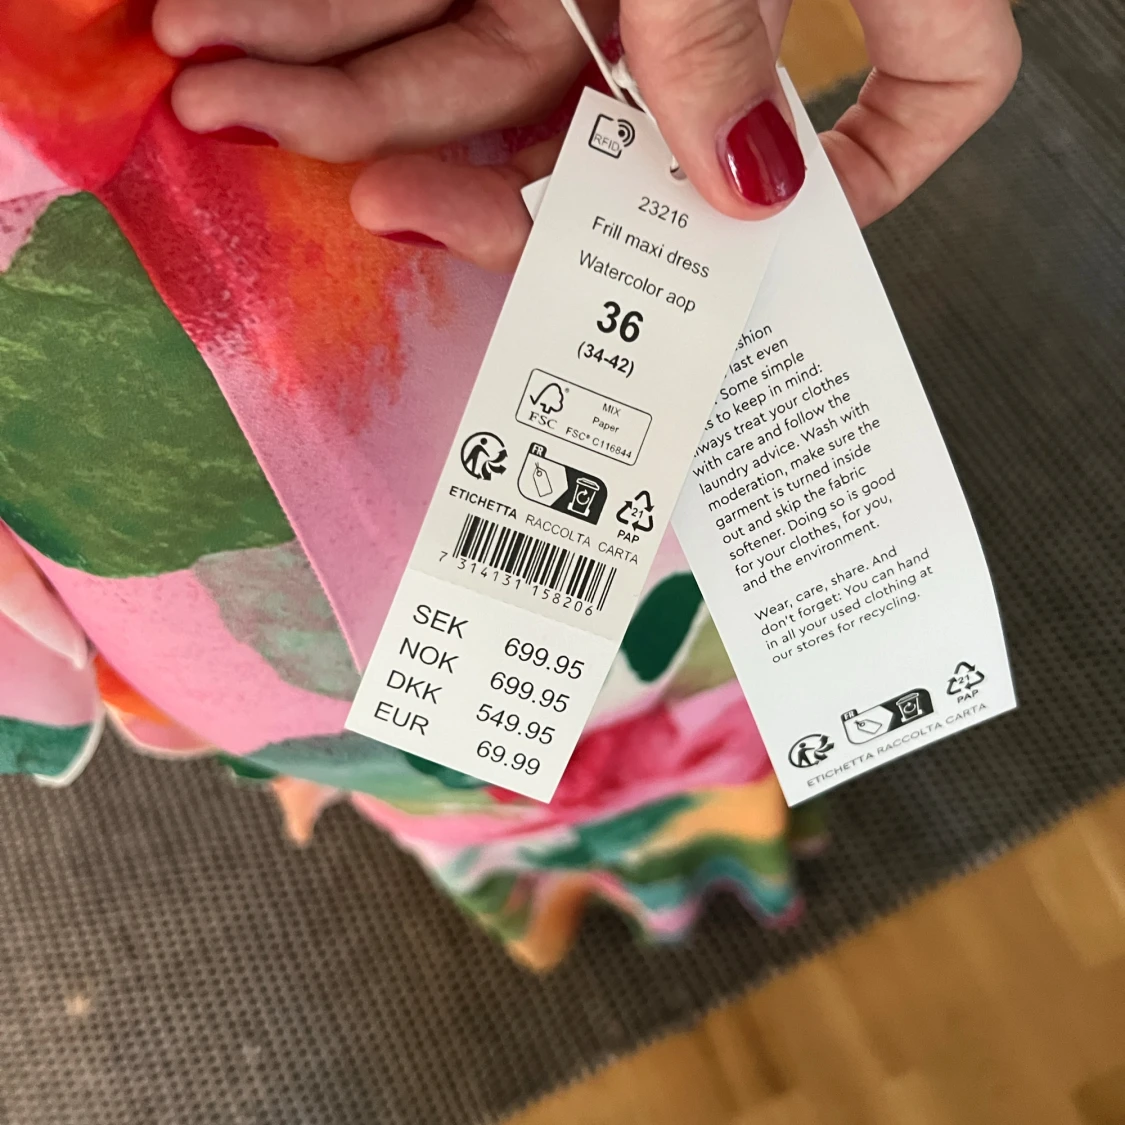 RFID
23216
Frill maxi dress
Watercolor aop
36
(34-42)
FSC
MIX
Paper
FSC® C116844
FR
21
PAP
ETICHETTA RACCOLTA CARTA
7 314131 158206
SEK 699.95
NOK 699.95
DKK 549.95
EUR 69.99
last even
Some simple
to keep in mind:
always treat your clothes
with care and follow the
laundry advice. Wash with
moderation, make sure the
garment is turned inside
out and skip the fabric
softener. Doing so is good
for your clothes, for you,
and the environment.
Wear, care, share. And
don't forget: You can hand
in all your used clothing at
our stores for recycling.
FR
21
PAP
ETICHETTA RACCOLTA CARTA